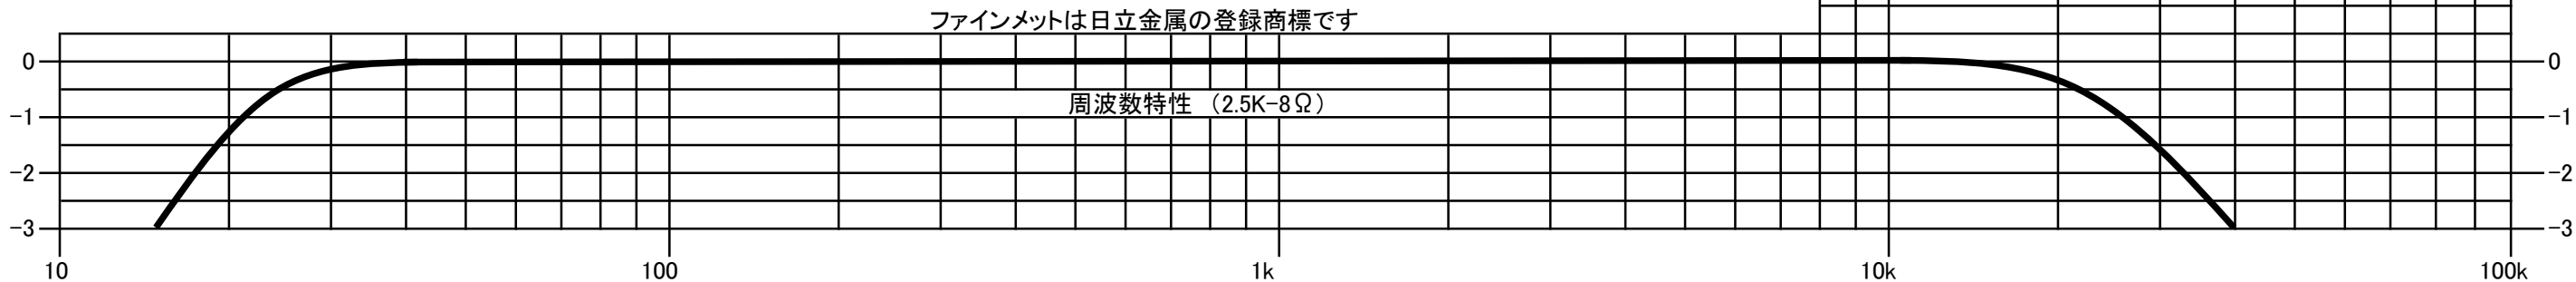 ファインメットは日立金属の登録商標です
0 0
周波数特性 （2.5K-8Ω）
-1 -1
-2 -2
-3 -3
10 100 1k 10k 100k